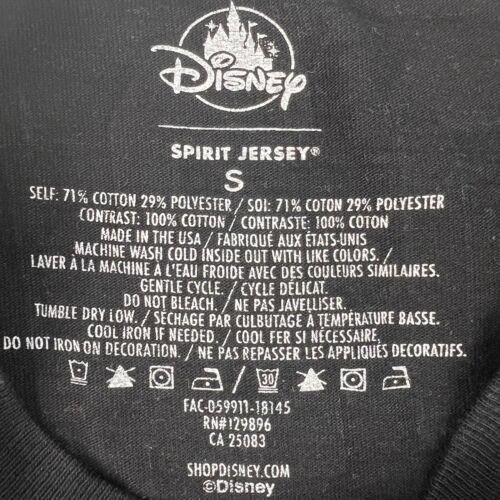 Disney
SPIRIT JERSEY®
S
SELF: 71% COTTON 29% POLYESTER / SOI: 71% COTON 29% POLYESTER
CONTRAST: 100% COTTON / CONTRASTE: 100% COTON
MADE IN THE USA / FABRIQUÉ AUX ÉTATS-UNIS
MACHINE WASH COLD INSIDE OUT WITH LIKE COLORS. /
LAVER À LA MACHINE À L'EAU FROIDE AVEC DES COULEURS SIMILAIRES.
GENTLE CYCLE. / CYCLE DÉLICAT.
DO NOT BLEACH. / NE PAS JAVELLISER.
TUMBLE DRY LOW. / SÉCHAGE PAR CULBUTAGE À TEMPÉRATURE BASSE.
COOL IRON IF NEEDED. / COOL FER SI NÉCESSAIRE.
DO NOT IRON ON DECORATION. / NE PAS REPASSER LES APPLIQUÉS DECORATIFS.
/ 30
FAC-D59911-18145
RN#129896
CA 25083
SHOPDISNEY.COM
©Disney